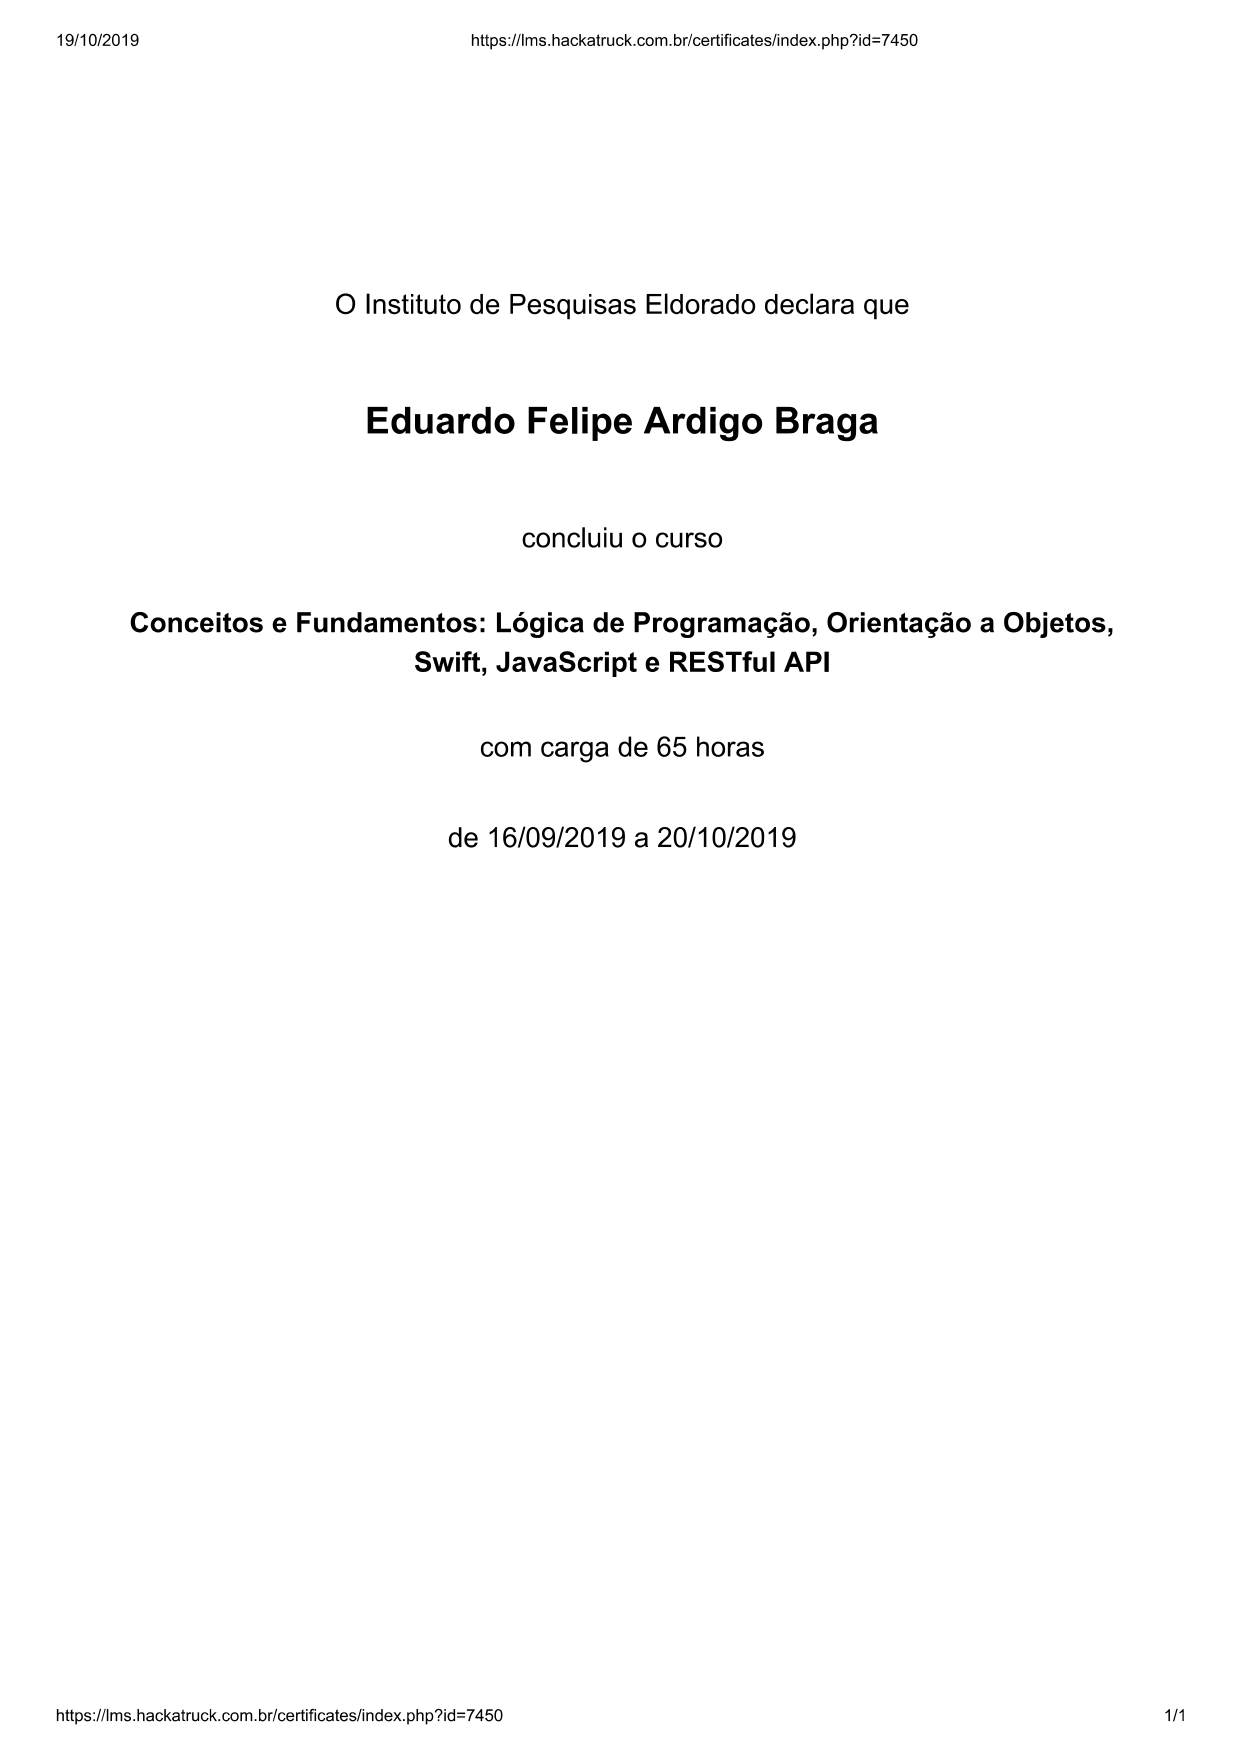 19/10/2019 https://lms.hackatruck.com.br/certificates/index.php?id=7450
O Instituto de Pesquisas Eldorado declara que
Eduardo Felipe Ardigo Braga
concluiu o curso
Conceitos e Fundamentos: Lógica de Programação, Orientação a Objetos,
Swift, JavaScript e RESTful API
com carga de 65 horas
de 16/09/2019 a 20/10/2019
https://lms.hackatruck.com.br/certificates/index.php?id=7450 1/1